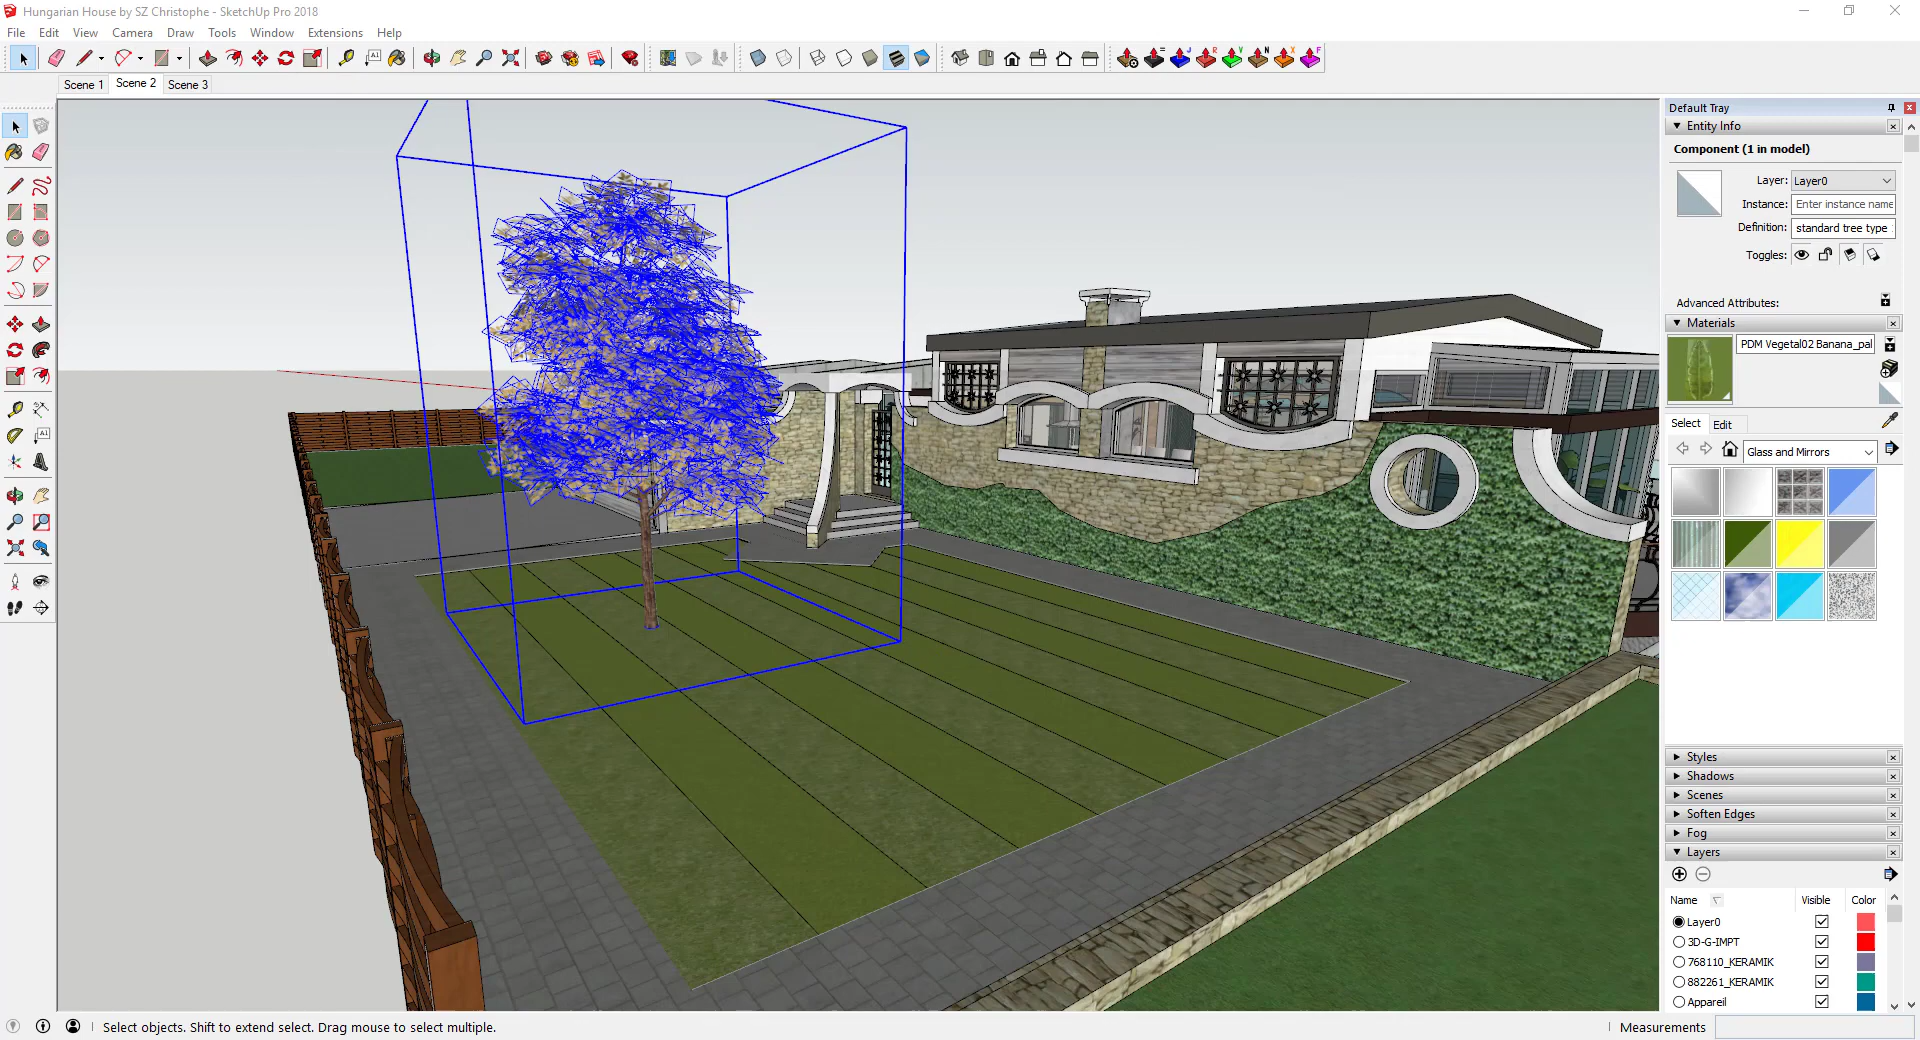 Hungarian House by SZ Christophe - SketchUp Pro 2018
File Edit View Camera Draw Tools Window Extensions Help
Scene 1 Scene 2 Scene 3
Default Tray
Entity Info
Component (1 in model)
Layer: Layer0
Instance: Enter instance name
Definition: standard tree type
Toggles:
Advanced Attributes:
Materials
PDM Vegetal02 Banana_pal
Select Edit
Glass and Mirrors
Styles
Shadows
Scenes
Soften Edges
Fog
Layers
Name Visible Color
Layer0
3D-G-IMPT
768110_KERAMIK
882261_KERAMIK
Appareil
Select objects. Shift to extend select. Drag mouse to select multiple.
Measurements